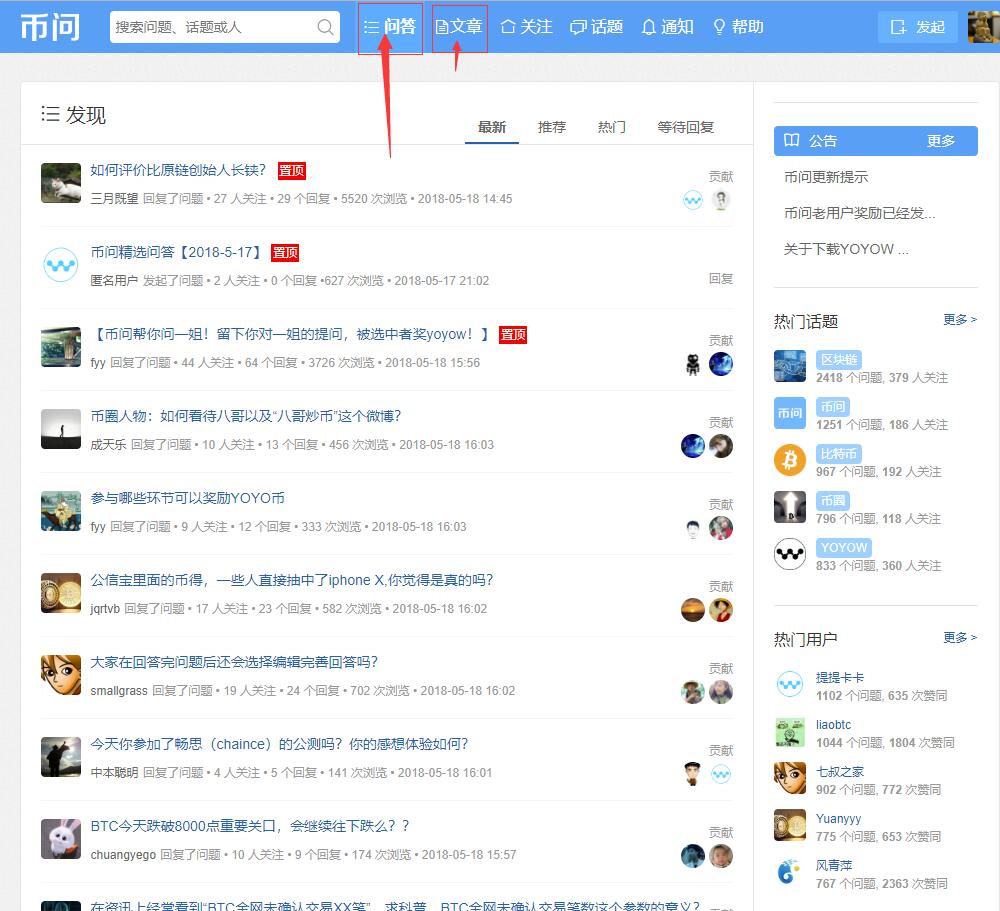 币问
搜索问题、话题或人
问答
文章
关注
话题
通知
帮助
发起
发现
最新
推荐
热门
等待回复
如何评价比原链创始人长铗？
置顶
三月既望 回复了问题 • 27 人关注 • 29 个回复 • 5520 次浏览 • 2018-05-18 14:45
贡献
币问精选问答【2018-5-17】
置顶
匿名用户 发起了问题 • 2 人关注 • 0 个回复 •627 次浏览 • 2018-05-17 21:02
回复
【币问帮你问一姐！留下你对一姐的提问，被选中者奖yoyow！】
置顶
fyy 回复了问题 • 44 人关注 • 64 个回复 • 3726 次浏览 • 2018-05-18 15:56
贡献
币圈人物：如何看待八哥以及“八哥炒币”这个微博？
成天乐 回复了问题 • 10 人关注 • 13 个回复 • 456 次浏览 • 2018-05-18 16:03
贡献
参与哪些环节可以奖励YOYO币
fyy 回复了问题 • 9 人关注 • 12 个回复 • 333 次浏览 • 2018-05-18 16:03
贡献
公信宝里面的币得，一些人直接抽中了iphone X,你觉得是真的吗？
jqrtvb 回复了问题 • 17 人关注 • 23 个回复 • 582 次浏览 • 2018-05-18 16:02
贡献
大家在回答完问题后还会选择编辑完善回答吗？
smallgrass 回复了问题 • 19 人关注 • 24 个回复 • 702 次浏览 • 2018-05-18 16:02
贡献
今天你参加了畅思（chaince）的公测吗？你的感想体验如何？
中本聪明 回复了问题 • 4 人关注 • 5 个回复 • 141 次浏览 • 2018-05-18 16:01
贡献
BTC今天跌破8000点重要关口，会继续往下跌么？？
chuangyego 回复了问题 • 10 人关注 • 9 个回复 • 174 次浏览 • 2018-05-18 15:57
贡献
在资讯上经常看到“BTC全网未确认交易XX笔”，求科普，BTC全网未确认交易笔数这个参数的意义？
公告
更多
币问更新提示
币问老用户奖励已经发...
关于下载YOYOW ...
热门话题
更多 >
区块链
2418 个问题, 379 人关注
币问
币问
1251 个问题, 186 人关注
比特币
967 个问题, 192 人关注
币圈
796 个问题, 118 人关注
YOYOW
833 个问题, 360 人关注
热门用户
更多 >
提提卡卡
1102 个问题, 635 次赞同
liaobtc
1044 个问题, 1804 次赞同
七叔之家
902 个问题, 772 次赞同
Yuanyyy
775 个问题, 653 次赞同
风青萍
767 个问题, 2363 次赞同